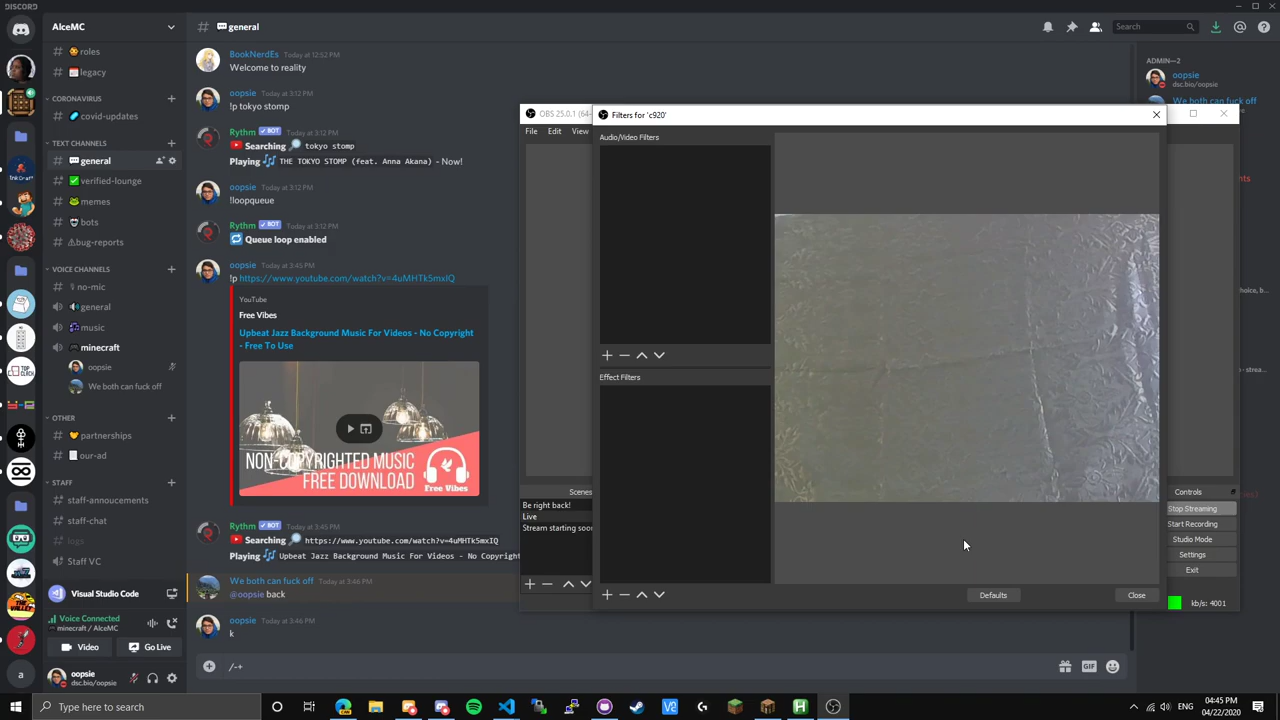 DISCORD
AlceMC
roles
legacy
CORONAVIRUS
covid-updates
TEXT CHANNELS
general
verified-lounge
memes
bots
bug-reports
VOICE CHANNELS
no-mic
general
music
minecraft
oopsie
We both can fuck off
OTHER
partnerships
our-ad
STAFF
staff-annoucements
staff-chat
logs
Staff VC
Visual Studio Code
Voice Connected
minecraft / AlceMC
Video
Go Live
oopsie
dsc.bio/oopsie
# general
Search
BookNerdEs Today at 12:52 PM
Welcome to reality
oopsie Today at 3:12 PM
!p tokyo stomp
Rythm BOT Today at 3:12 PM
Searching tokyo stomp
Playing THE TOKYO STOMP (feat. Anna Akana) - Now!
oopsie Today at 3:12 PM
!loopqueue
Rythm BOT Today at 3:12 PM
Queue loop enabled
oopsie Today at 3:45 PM
!p https://www.youtube.com/watch?v=4uMHTk5mxIQ
YouTube
Free Vibes
Upbeat Jazz Background Music For Videos - No Copyright
- Free To Use
NON-COPYRIGHTED MUSIC
FREE DOWNLOAD
Free Vibes
Rythm BOT Today at 3:45 PM
Searching https://www.youtube.com/watch?v=4uMHTk5mxIQ
Playing Upbeat Jazz Background Music For Videos - No Copyright
We both can fuck off Today at 3:46 PM
@oopsie back
oopsie Today at 3:46 PM
k
/-+
GIF
ADMIN—2
oopsie
dsc.bio/oopsie
We both can fuck off
OBS 25.0.1 (64-
File Edit View
Filters for 'c920'
Audio/Video Filters
Effect Filters
Defaults
Close
Scenes
Be right back!
Live
Stream starting soon
Controls
Stop Streaming
Start Recording
Studio Mode
Settings
Exit
kb/s: 4001
Type here to search
ENG
04:45 PM
04/22/2020